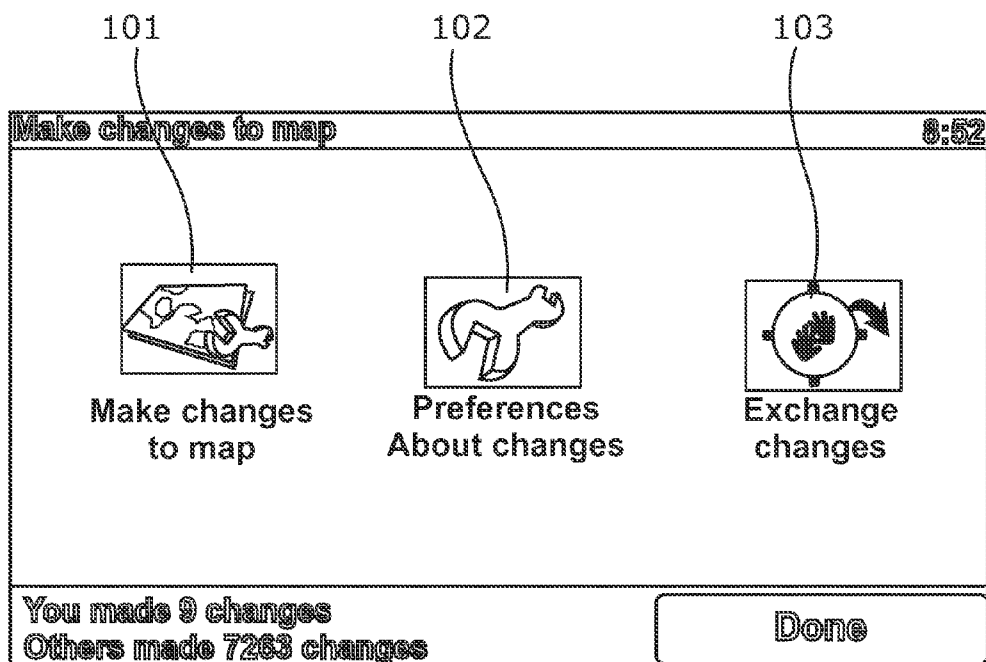 101 102 103
Make changes to map 8:52
Make changes
to map
Preferences
About changes
Exchange
changes
You made 9 changes
Others made 7263 changes
Done